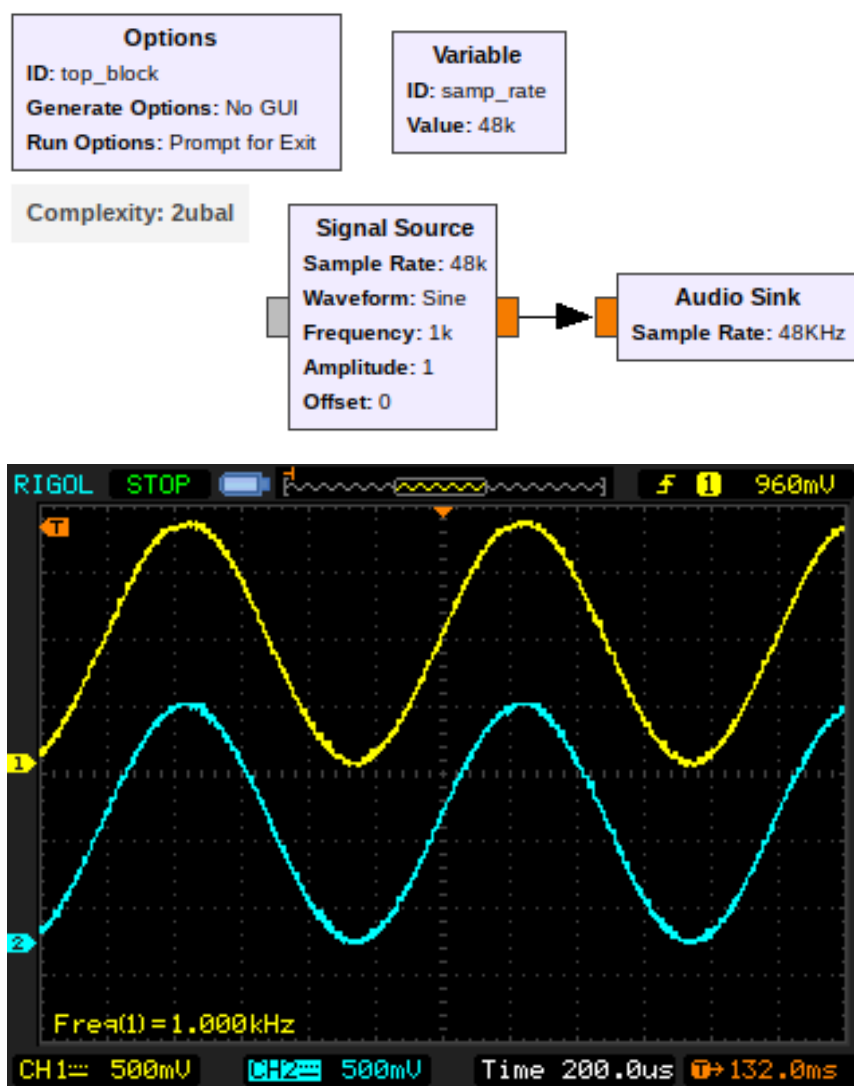 Options
ID: top_block
Generate Options: No GUI
Run Options: Prompt for Exit
Variable
ID: samp_rate
Value: 48k
Complexity: 2ubal
Signal Source
Sample Rate: 48k
Waveform: Sine
Frequency: 1k
Amplitude: 1
Offset: 0
Audio Sink
Sample Rate: 48KHz
RIGOL STOP 1 960mV
T
1
2
Freq(1)=1.000kHz
CH1 500mV CH2 500mV Time 200.0us T 132.0ms